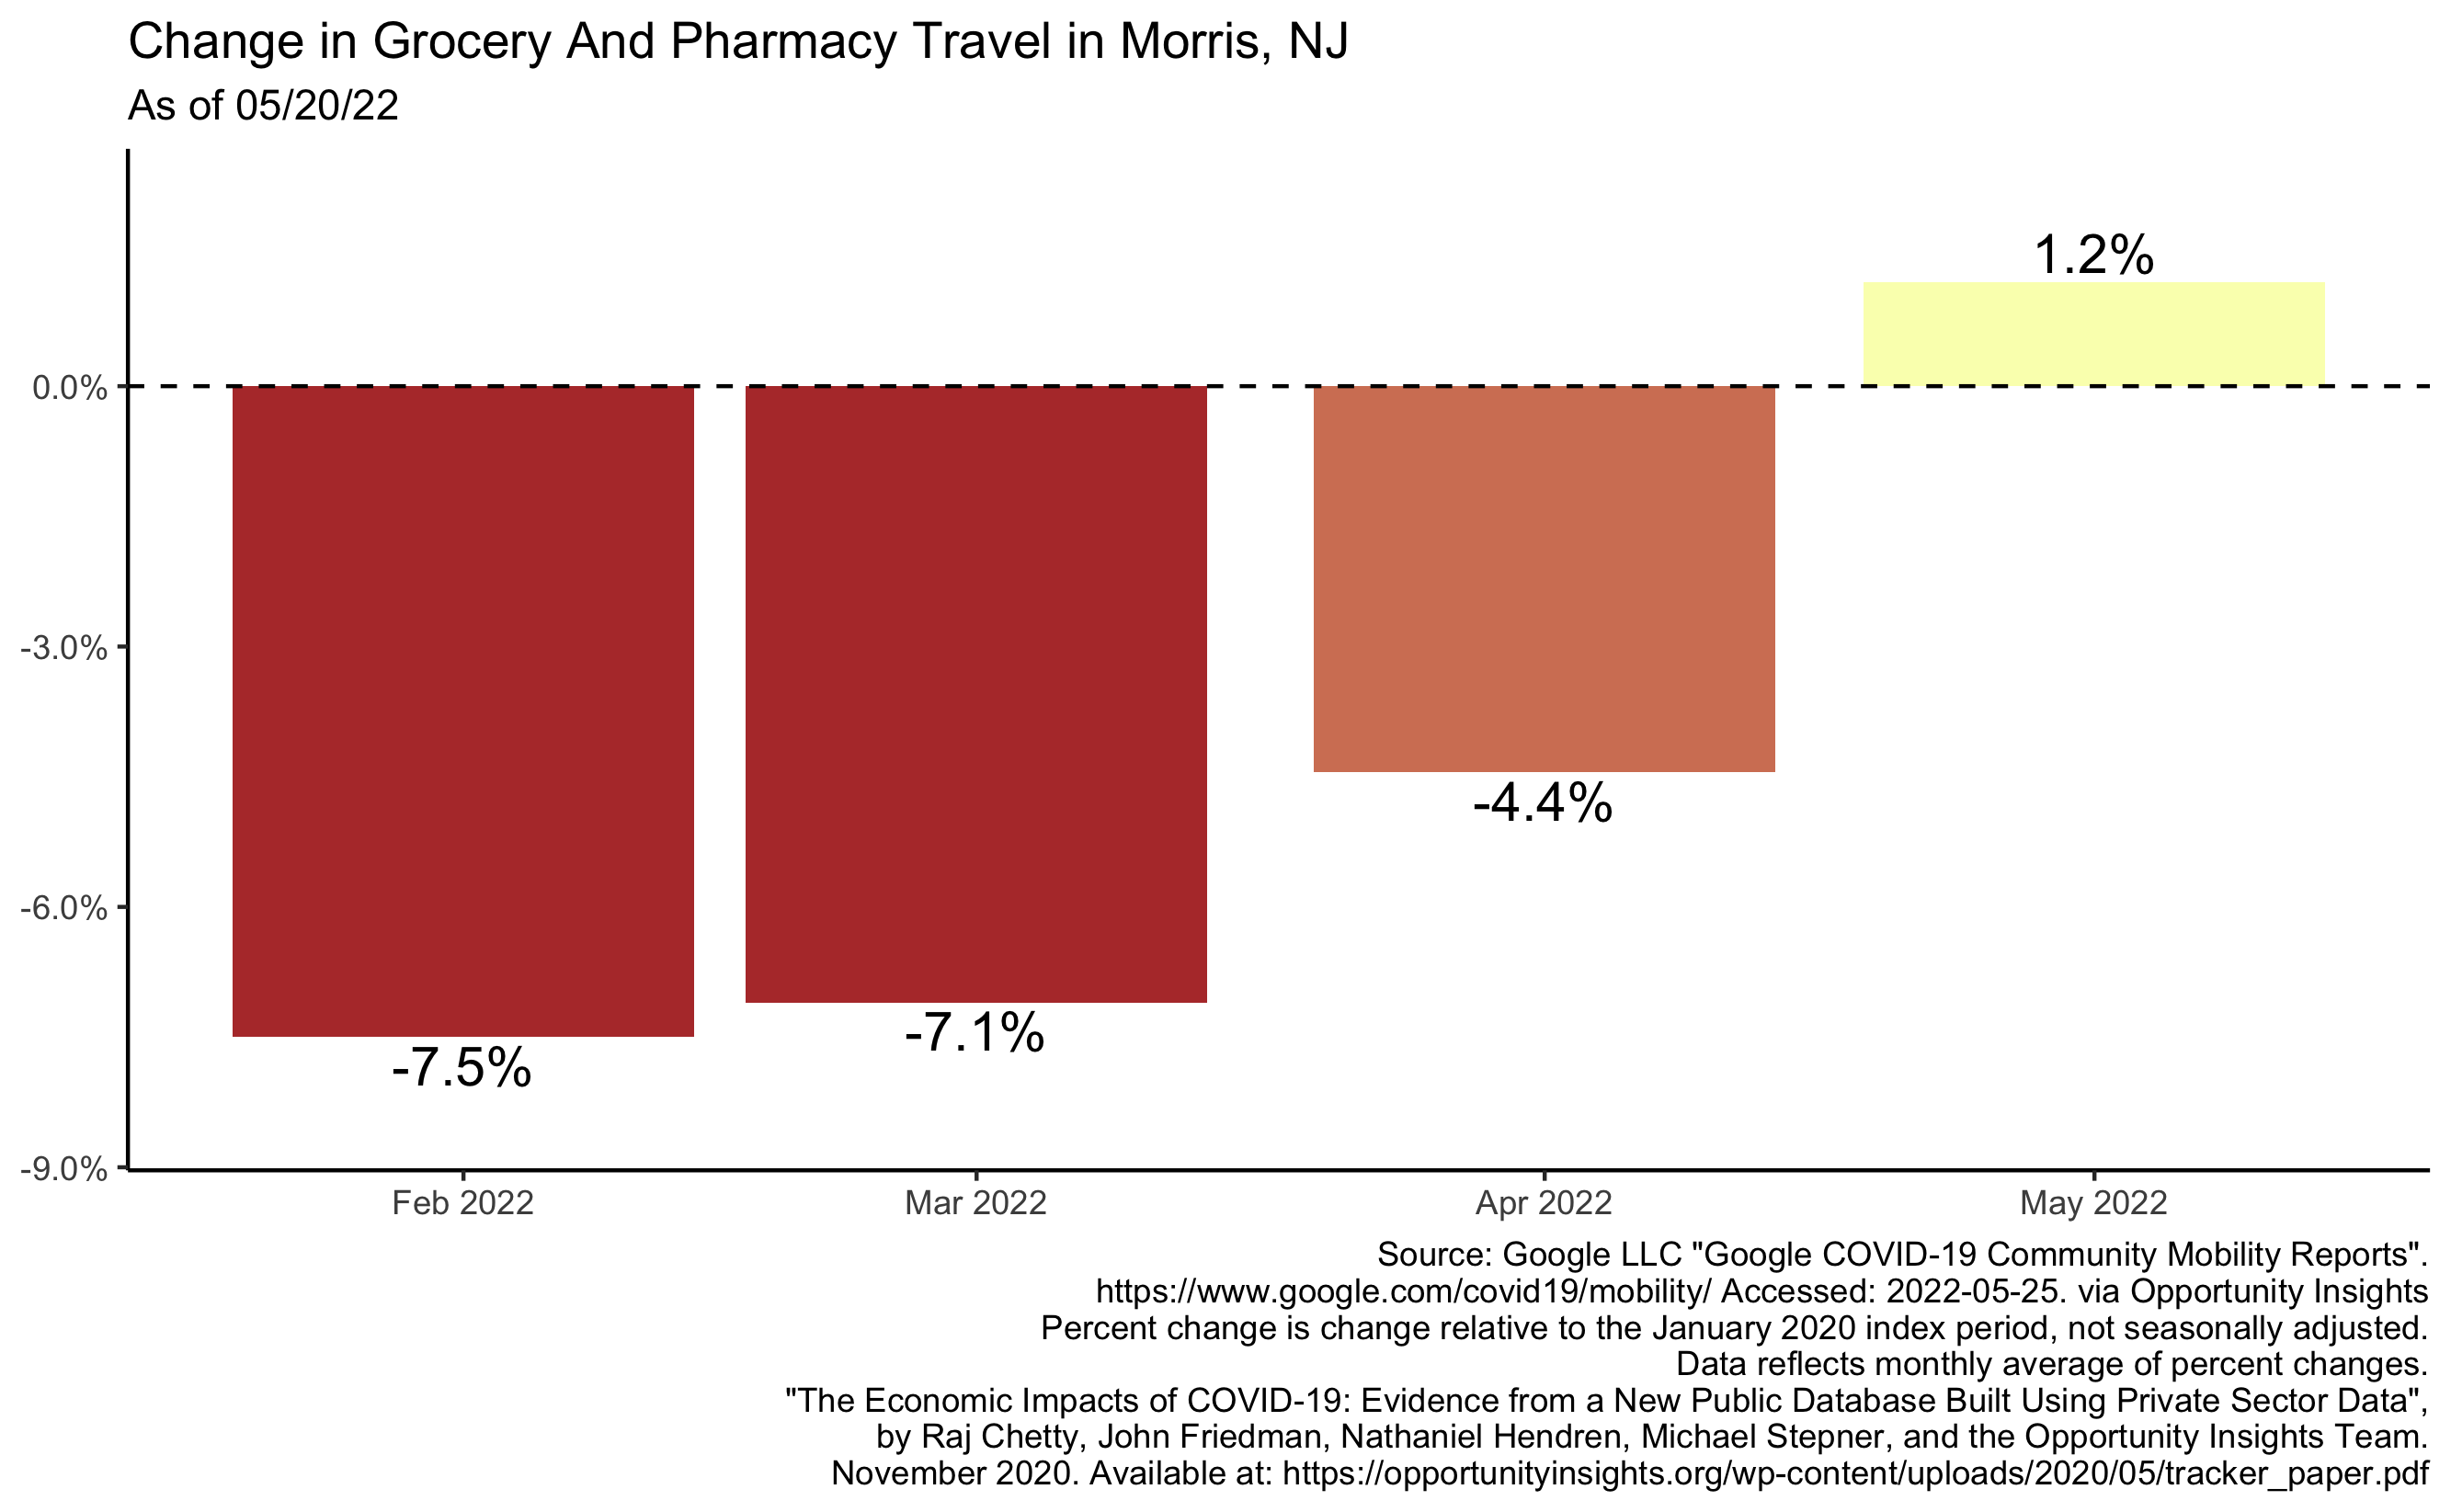 Change in Grocery And Pharmacy Travel in Morris, NJ
As of 05/20/22
1.2%
0.0%
-3.0%
-4.4%
-6.0%
-7.1%
-7.5%
-9.0%
Feb 2022 Mar 2022 Apr 2022 May 2022
Source: Google LLC "Google COVID-19 Community Mobility Reports".
https://www.google.com/covid19/mobility/ Accessed: 2022-05-25. via Opportunity Insights
Percent change is change relative to the January 2020 index period, not seasonally adjusted.
Data reflects monthly average of percent changes.
"The Economic Impacts of COVID-19: Evidence from a New Public Database Built Using Private Sector Data",
by Raj Chetty, John Friedman, Nathaniel Hendren, Michael Stepner, and the Opportunity Insights Team.
November 2020. Available at: https://opportunityinsights.org/wp-content/uploads/2020/05/tracker_paper.pdf